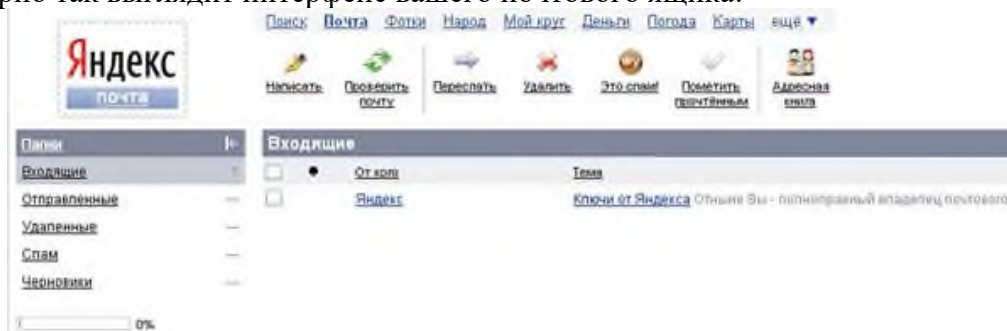 рно так выглядит интерфейс вашего почтового ящика.
Поиск Почта Фотки Народ Мой круг Деньги Погода Карты ещё ▼
Яндекс
почта
Написать Проверить почту Переслать Удалить Это спам! Пометить прочтённым Адресная книга
Папки
Входящие
Входящие
От кого Тема
Отправленные
Яндекс Ключи от Яндекса Отныне Вы - полноправный владелец почтового
Удаленные
Спам
Черновики
0%